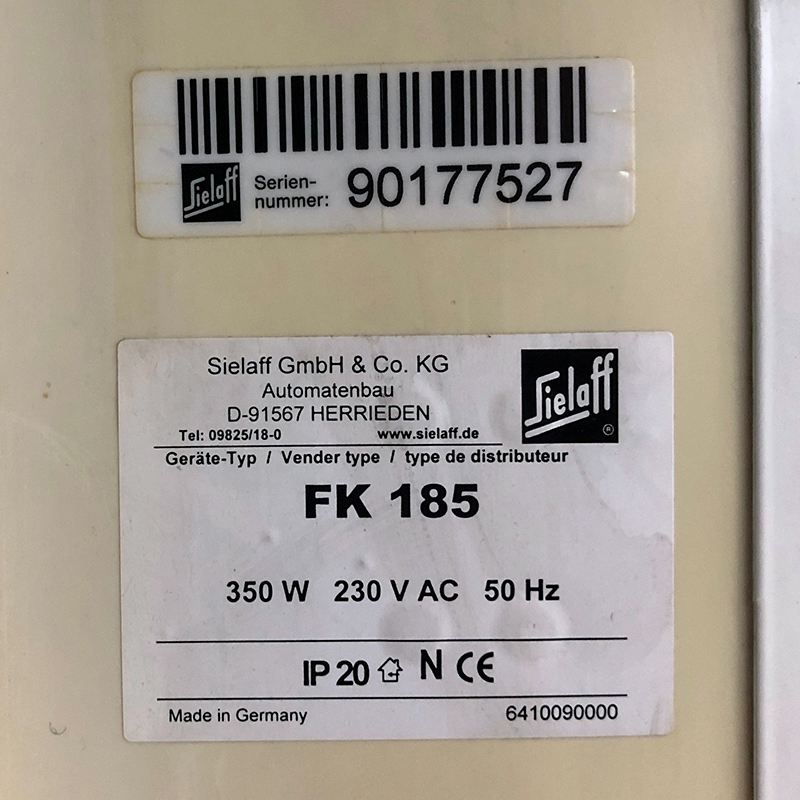 Sielaff
Serien-
nummer: 90177527
Sielaff GmbH & Co. KG
Automatenbau
D-91567 HERRIEDEN
Tel: 09825/18-0 www.sielaff.de
Sielaff ®
Geräte-Typ / Vender type / type de distributeur
FK 185
350 W 230 V AC 50 Hz
IP 20 N CE
Made in Germany 6410090000